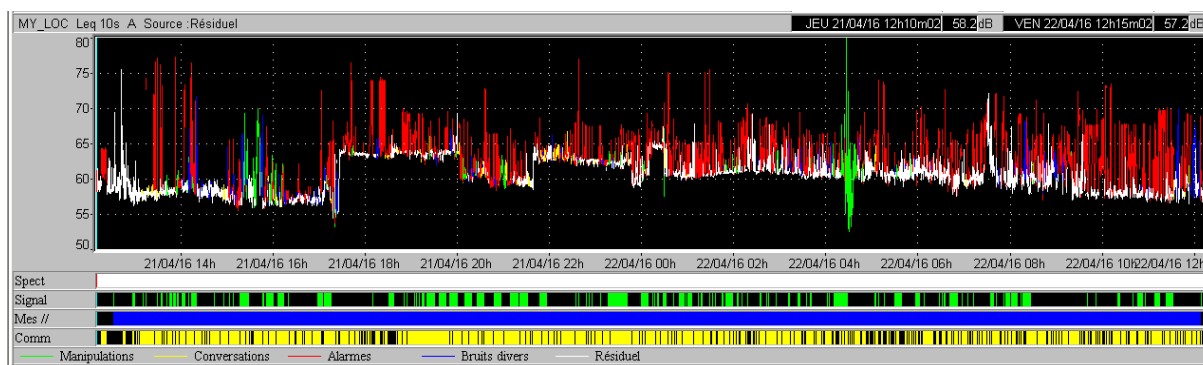 MY_LOC Leq 10s A Source :Résiduel JEU 21/04/16 12h10m02 58.2 dB VEN 22/04/16 12h15m02 57.2 dB
80
75
70
65
60
55
50
21/04/16 14h 21/04/16 16h 21/04/16 18h 21/04/16 20h 21/04/16 22h 22/04/16 00h 22/04/16 02h 22/04/16 04h 22/04/16 06h 22/04/16 08h 22/04/16 10h 22/04/16 12h
Spect
Signal
Mes //
Comm
Manipulations Conversations Alarmes Bruits divers Résiduel